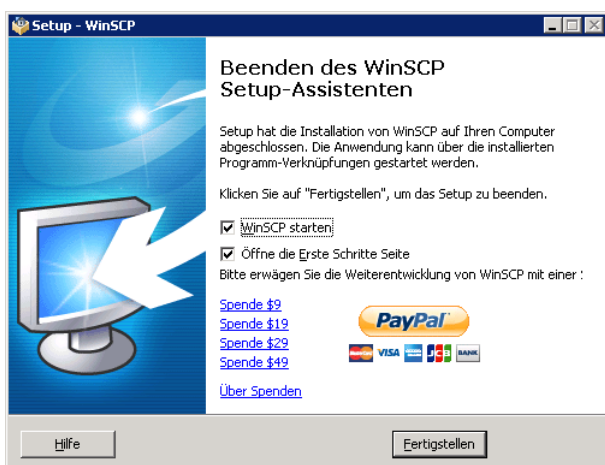 Setup - WinSCP
Beenden des WinSCP
Setup-Assistenten
Setup hat die Installation von WinSCP auf Ihren Computer
abgeschlossen. Die Anwendung kann über die installierten
Programm-Verknüpfungen gestartet werden.
Klicken Sie auf "Fertigstellen", um das Setup zu beenden.
WinSCP starten
Öffne die Erste Schritte Seite
Bitte erwägen Sie die Weiterentwicklung von WinSCP mit einer
Spende $9
Spende $19
Spende $29
Spende $49
PayPal
VISA
JCB
BANK
Über Spenden
Hilfe
Fertigstellen